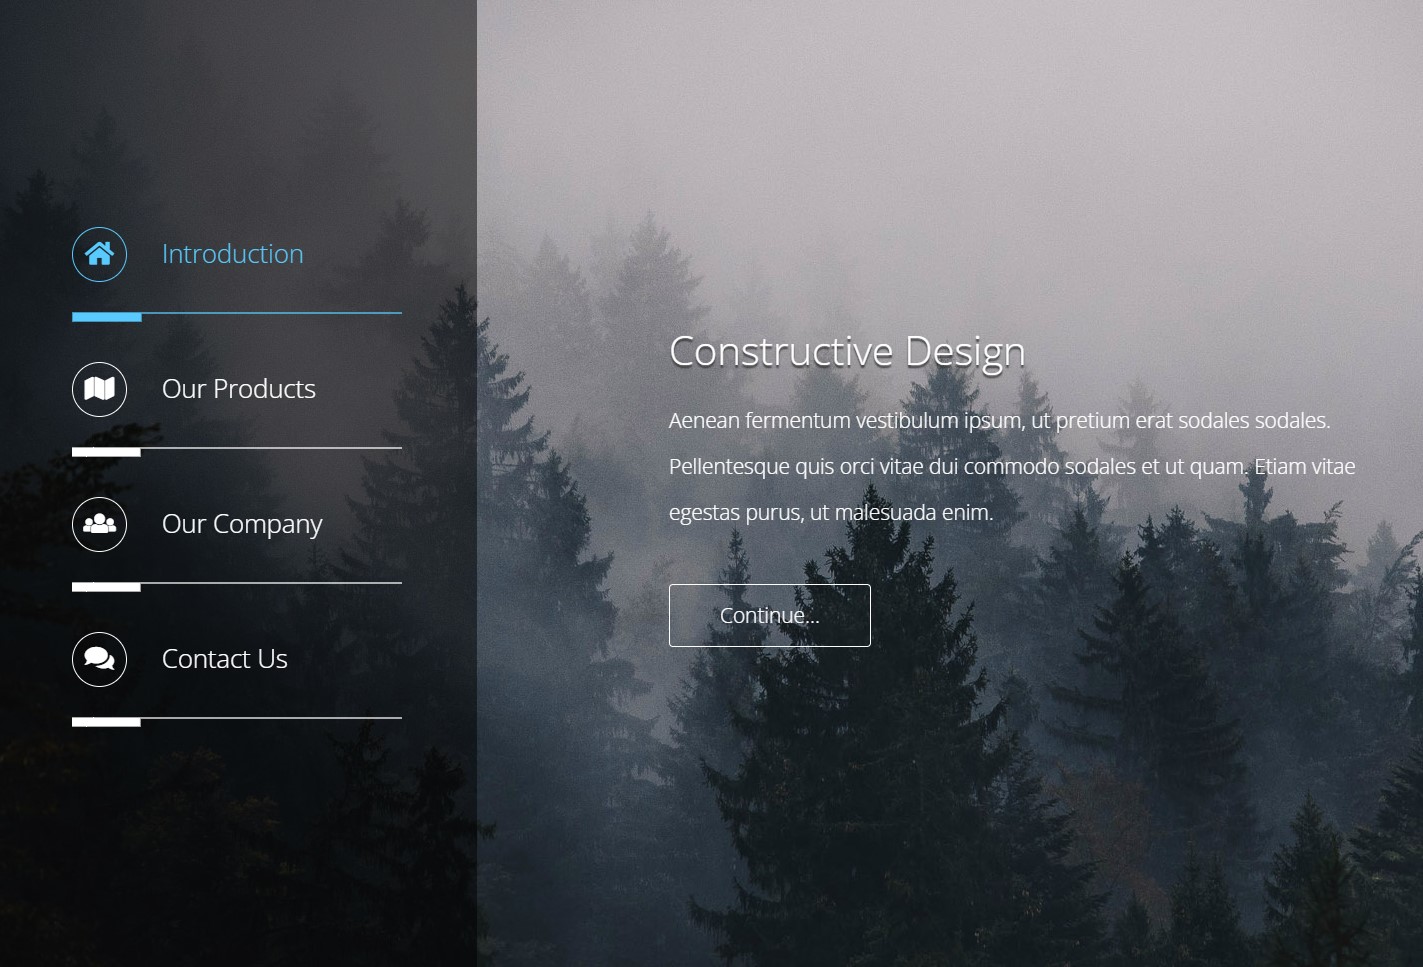 Introduction
Our Products
Our Company
Contact Us
Constructive Design
Aenean fermentum vestibulum ipsum, ut pretium erat sodales sodales.
Pellentesque quis orci vitae dui commodo sodales et ut quam. Etiam vitae
egestas purus, ut malesuada enim.
Continue...